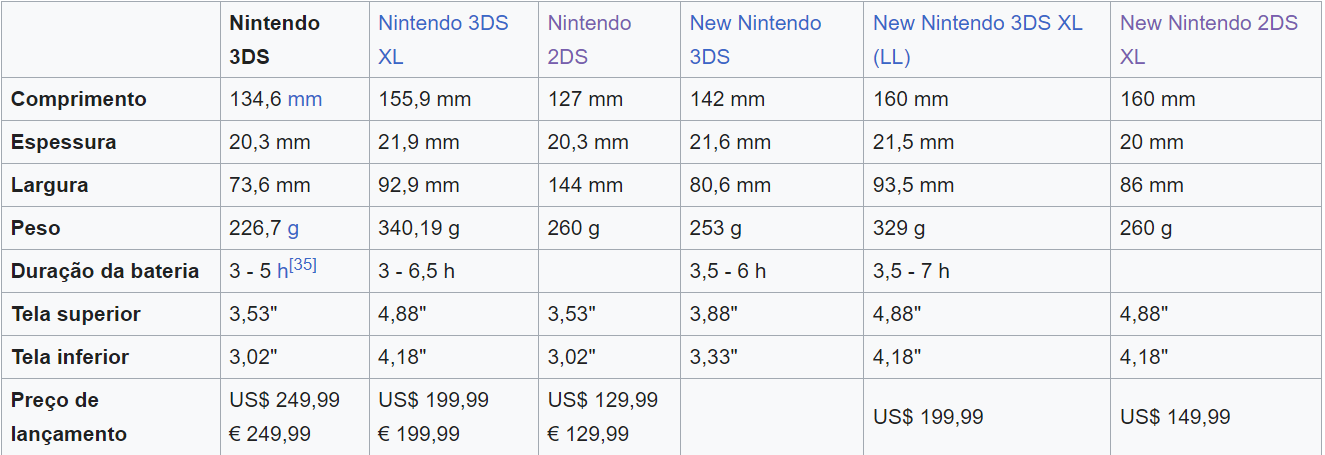 Nintendo 3DS Nintendo 3DS XL Nintendo 2DS New Nintendo 3DS New Nintendo 3DS XL (LL) New Nintendo 2DS XL
Comprimento 134,6 mm 155,9 mm 127 mm 142 mm 160 mm 160 mm
Espessura 20,3 mm 21,9 mm 20,3 mm 21,6 mm 21,5 mm 20 mm
Largura 73,6 mm 92,9 mm 144 mm 80,6 mm 93,5 mm 86 mm
Peso 226,7 g 340,19 g 260 g 253 g 329 g 260 g
Duração da bateria 3 - 5 h[35] 3 - 6,5 h 3,5 - 6 h 3,5 - 7 h
Tela superior 3,53" 4,88" 3,53" 3,88" 4,88" 4,88"
Tela inferior 3,02" 4,18" 3,02" 3,33" 4,18" 4,18"
Preço de lançamento US$ 249,99 € 249,99 US$ 199,99 € 199,99 US$ 129,99 € 129,99 US$ 199,99 US$ 149,99